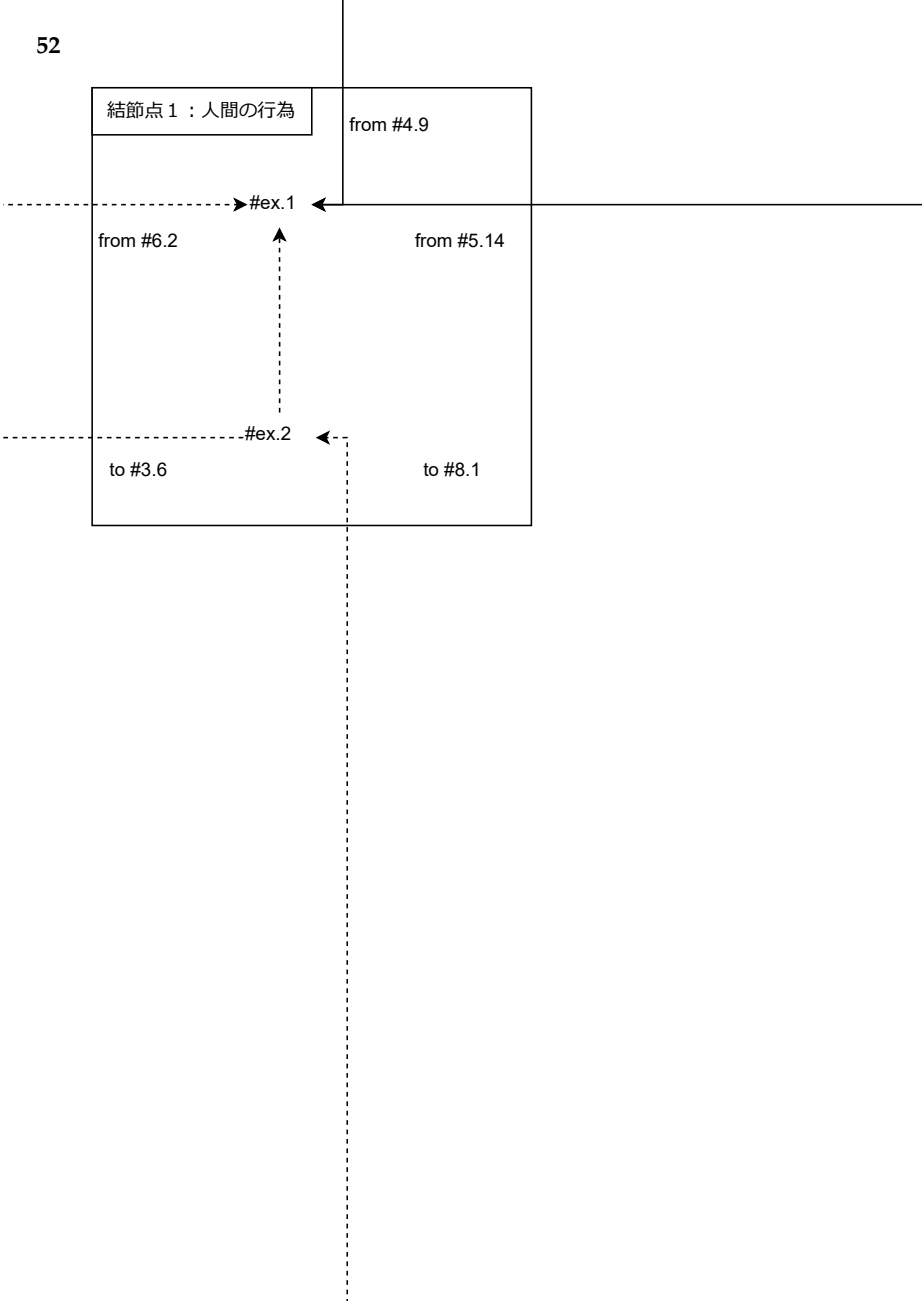 52
結節点１：人間の行為
from #4.9
#ex.1
from #6.2
from #5.14
#ex.2
to #3.6
to #8.1